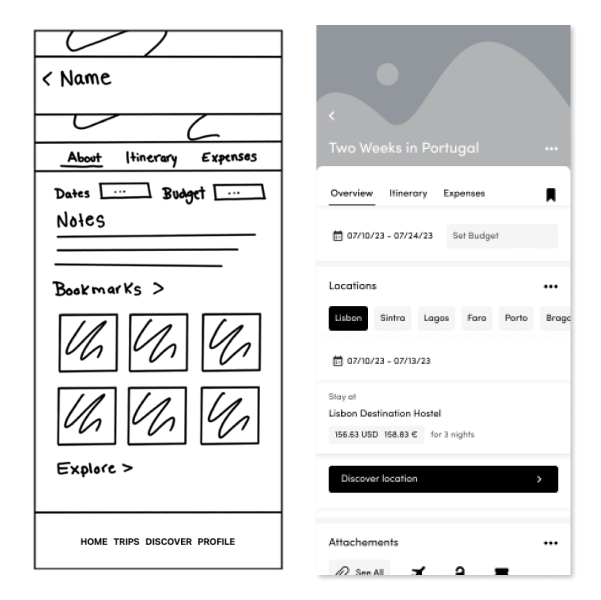 < Name
About Itinerary Expenses
Dates ... Budget ...
Notes
Bookmarks >
Explore >
HOME TRIPS DISCOVER PROFILE
Two Weeks in Portugal
Overview Itinerary Expenses
07/10/23 - 07/24/23 Set Budget
Locations
Lisbon Sintra Lagos Faro Porto Braga
07/10/23 - 07/13/23
Stay at
Lisbon Destination Hostel
156.63 USD 158.83 € for 3 nights
Discover location
Attachements
See All